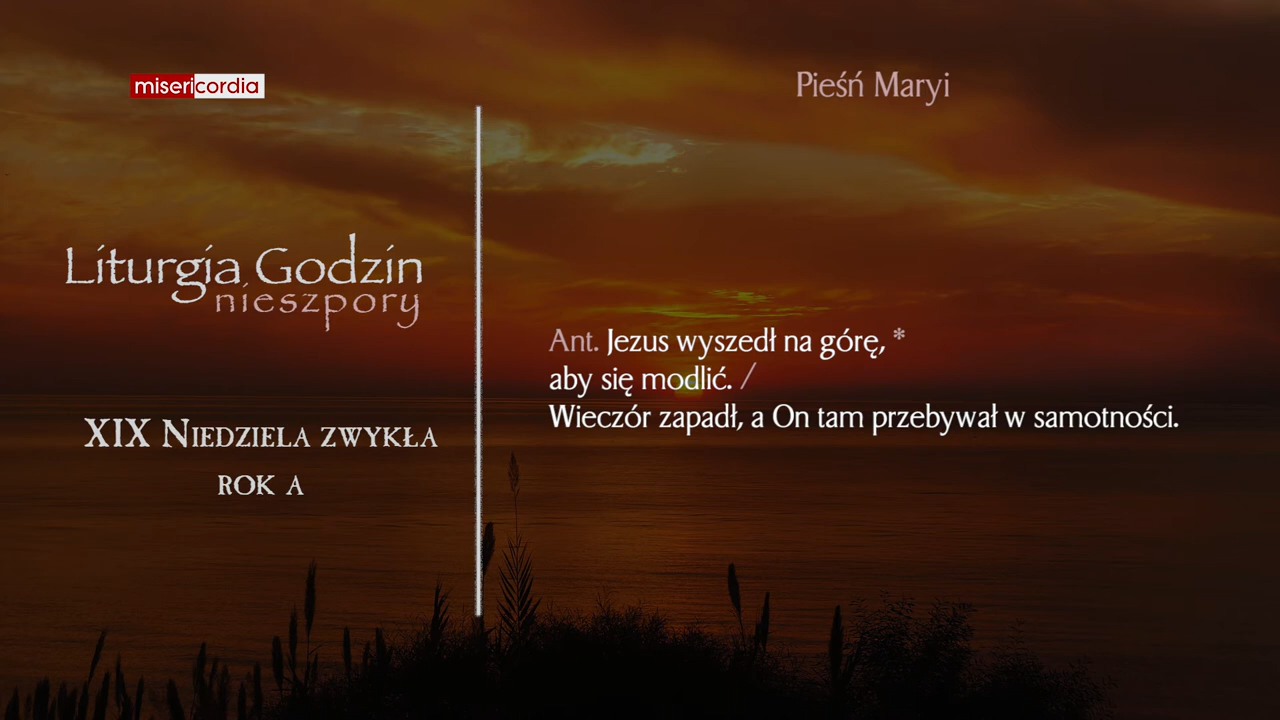 misericordia
Pieśń Maryi
Liturgia Godzin
nieszpory
XIX Niedziela zwykła
rok A
Ant. Jezus wyszedł na górę, *
aby się modlić. /
Wieczór zapadł, a On tam przebywał w samotności.